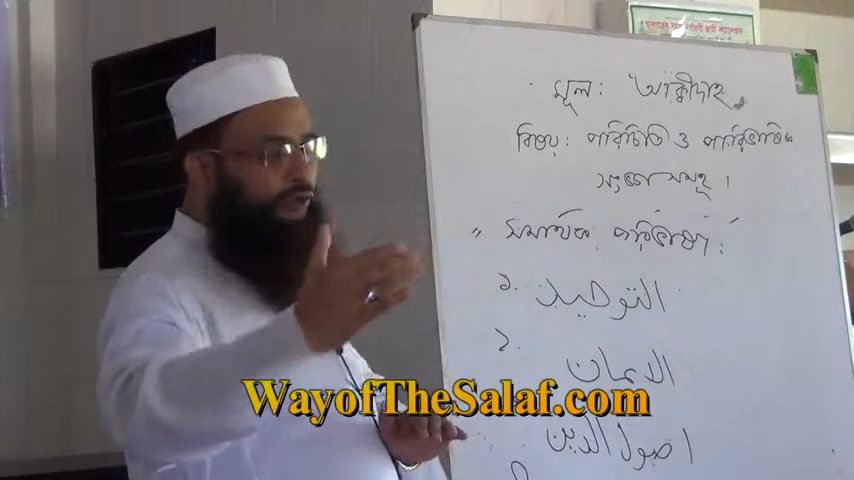 মূল: আক্বীদাহ
বিষয়: পরিচিতি ও পারিভাষিক
সংজ্ঞা সমূহ।
" সমার্থক পরিভাষা:
১. التوحيد
২. الايمان
اصول الدين
WayOfTheSalaf.com